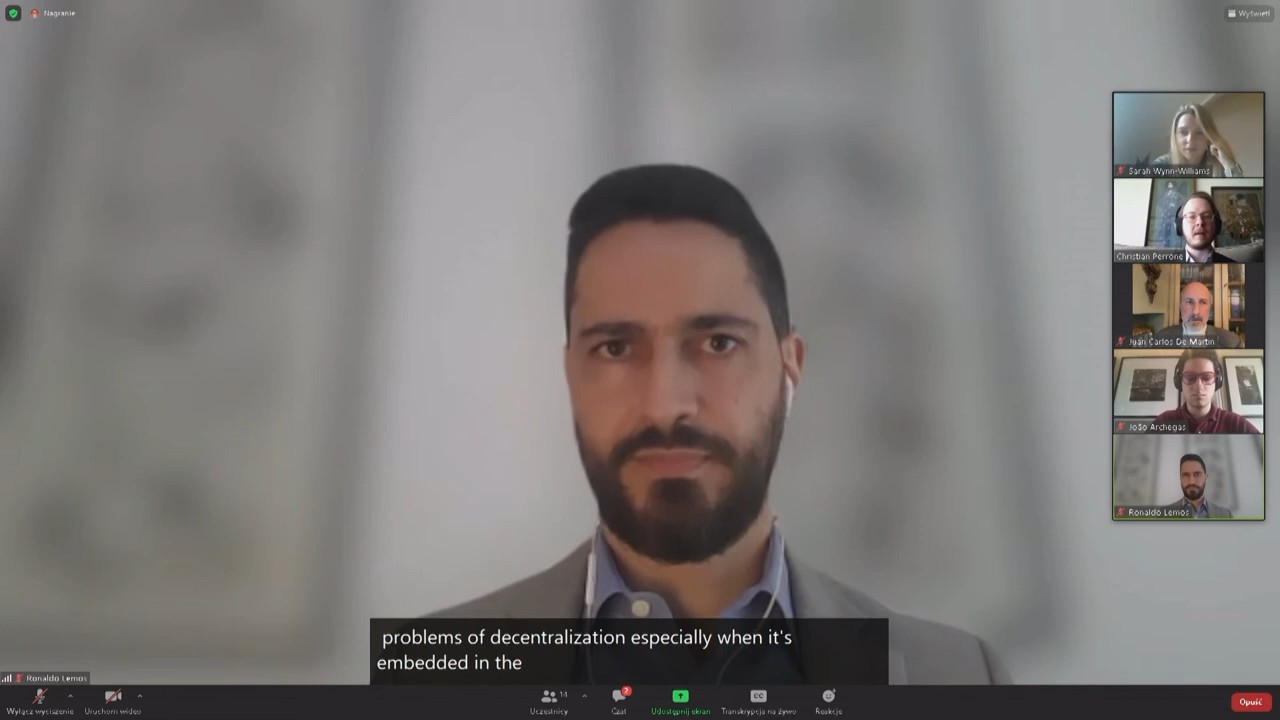 Nagranie
Wyświetl
Sarah Wynn-Williams
Christian Perrone
Juan Carlos De Martin
João Archegas
Ronaldo Lemos
problems of decentralization especially when it's
embedded in the
Ronaldo Lemos
Wyłącz wyciszenie
Uruchom wideo
14
Uczestnicy
2
Czat
Udostępnij ekran
CC
Transkrypcja na żywo
Reakcje
Opuść